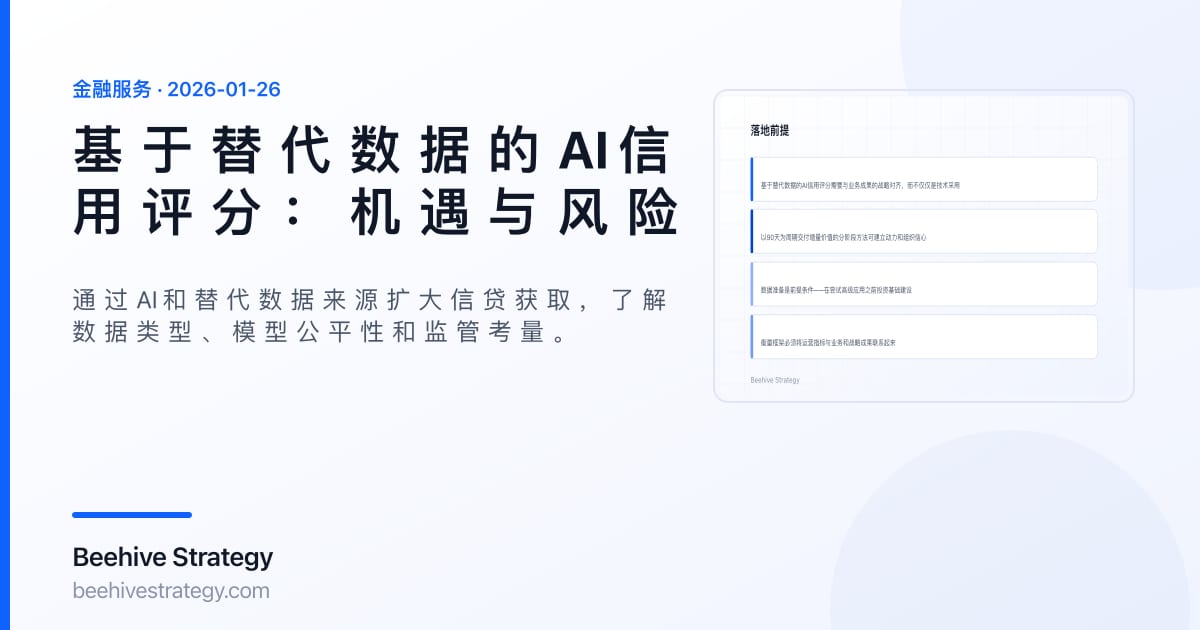 金融服务 · 2026-01-26
基于替代数据的AI信
用评分：机遇与风险
通过AI和替代数据来源扩大信贷获取，了解
数据类型、模型公平性和监管考量。
落地前提
基于替代数据的AI信用评分需要与业务成果的战略对齐，而不仅仅是技术采用
以90天为周期交付增量价值的分阶段方法可建立动力和组织信心
数据准备是前提条件——在尝试高级应用之前投资基础建设
衡量框架必须将运营指标与业务和战略成果联系起来
Beehive Strategy
Beehive Strategy
beehivestrategy.com